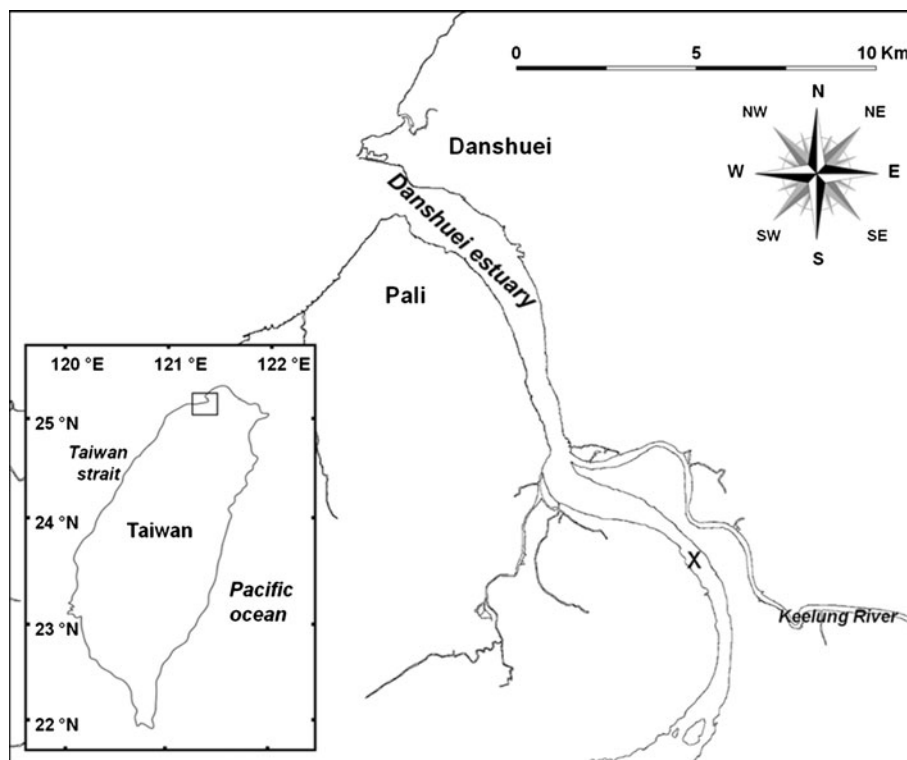 0 5 10 Km
N
NW NE
W E
SW SE
S
Danshuei
Danshuei estuary
Pali
120 °E 121 °E 122 °E
25 °N
Taiwan
strait
24 °N
Taiwan
Pacific
ocean
23 °N
22 °N
X
Keelung River